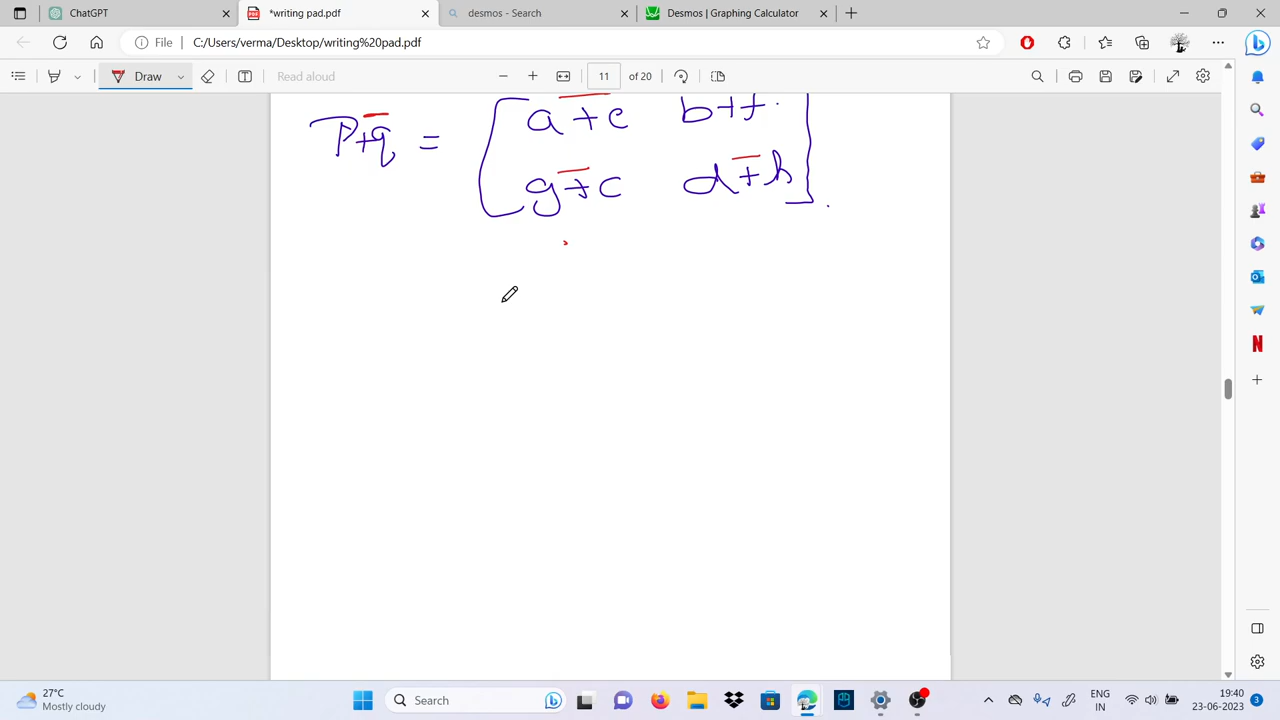 ChatGPT *writing pad.pdf desmos - Search Desmos | Graphing Calculator
File C:/Users/verma/Desktop/writing%20pad.pdf
Draw Read aloud 11 of 20
a+e b+f
P+q =
g+c d+h
27°C
Mostly cloudy
Search
ENG
IN
19:40
23-06-2023
3